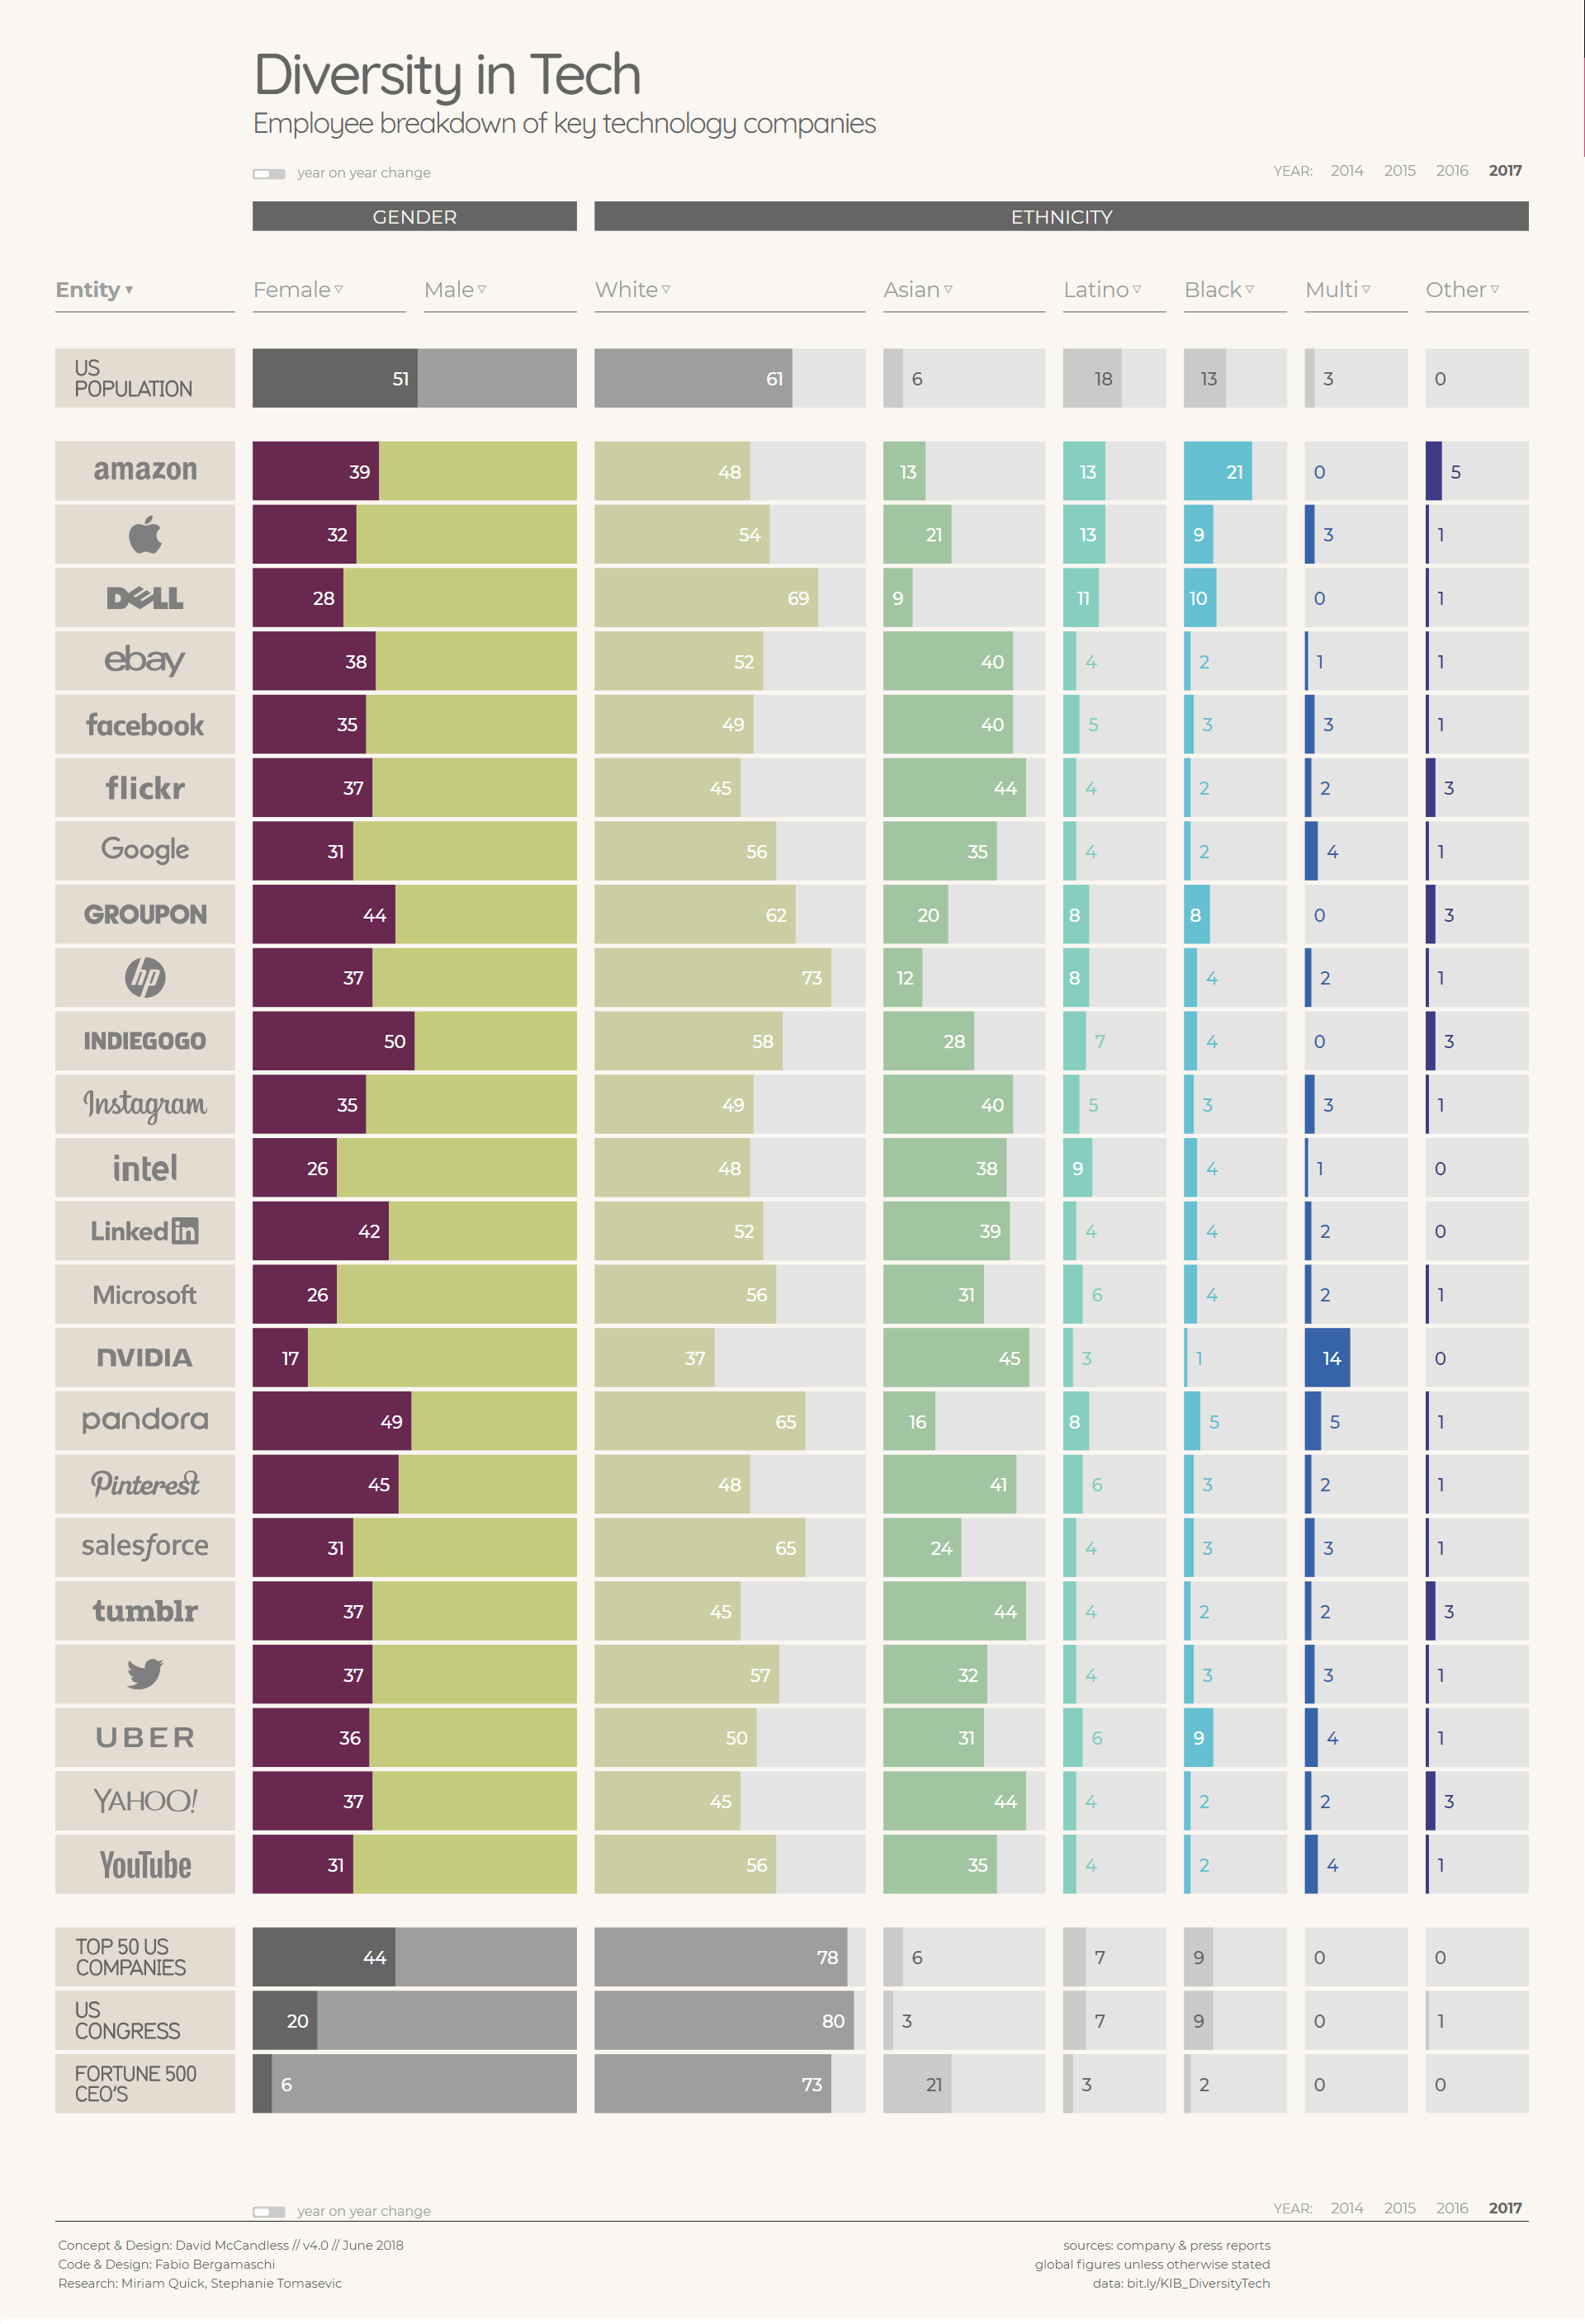 Diversity in Tech
Employee breakdown of key technology companies
year on year change YEAR: 2014 2015 2016 2017
GENDER ETHNICITY
Entity Female Male White Asian Latino Black Multi Other
US
POPULATION 51 61 6 18 13 3 0
amazon 39 48 13 13 21 0 5
32 54 21 13 9 3 1
DELL 28 69 9 11 10 0 1
ebay 38 52 40 4 2 1 1
facebook 35 49 40 5 3 3 1
flickr 37 45 44 4 2 2 3
Google 31 56 35 4 2 4 1
GROUPON 44 62 20 8 8 0 3
hp 37 73 12 8 4 2 1
INDIEGOGO 50 58 28 7 4 0 3
Instagram 35 49 40 5 3 3 1
intel 26 48 38 9 4 1 0
Linkedin 42 52 39 4 4 2 0
Microsoft 26 56 31 6 4 2 1
nVIDIA 17 37 45 3 1 14 0
pandora 49 65 16 8 5 5 1
Pinterest 45 48 41 6 3 2 1
salesforce 31 65 24 4 3 3 1
tumblr 37 45 44 4 2 2 3
37 57 32 4 3 3 1
UBER 36 50 31 6 9 4 1
YAHOO! 37 45 44 4 2 2 3
YouTube 31 56 35 4 2 4 1
TOP 50 US
COMPANIES 44 78 6 7 9 0 0
US
CONGRESS 20 80 3 7 9 0 1
FORTUNE 500
CEO'S 6 73 21 3 2 0 0
year on year change YEAR: 2014 2015 2016 2017
Concept & Design: David McCandless // v4.0 // June 2018
Code & Design: Fabio Bergamaschi
Research: Miriam Quick, Stephanie Tomasevic
sources: company & press reports
global figures unless otherwise stated
data: bit.ly/KIB_DiversityTech